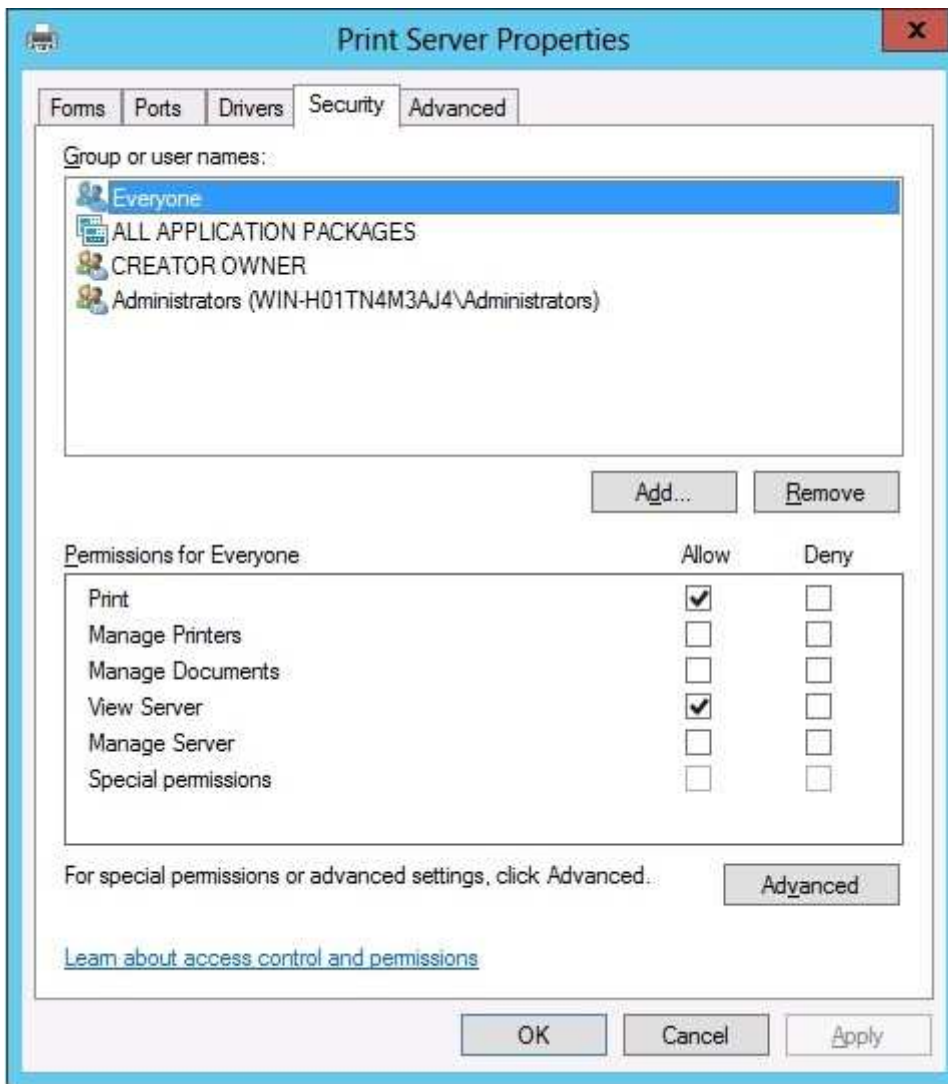 Print Server Properties
x
Forms Ports Drivers Security Advanced
Group or user names:
Everyone
ALL APPLICATION PACKAGES
CREATOR OWNER
Administrators (WIN-H01TN4M3AJ4\Administrators)
Add... Remove
Permissions for Everyone Allow Deny
Print
Manage Printers
Manage Documents
View Server
Manage Server
Special permissions
For special permissions or advanced settings, click Advanced. Advanced
Learn about access control and permissions
OK Cancel Apply